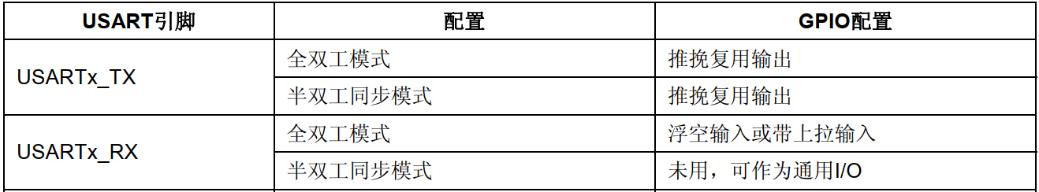 USART引脚 配置 GPIO配置
USARTx_TX 全双工模式 推挽复用输出
半双工同步模式 推挽复用输出
USARTx_RX 全双工模式 浮空输入或带上拉输入
半双工同步模式 未用，可作为通用I/O